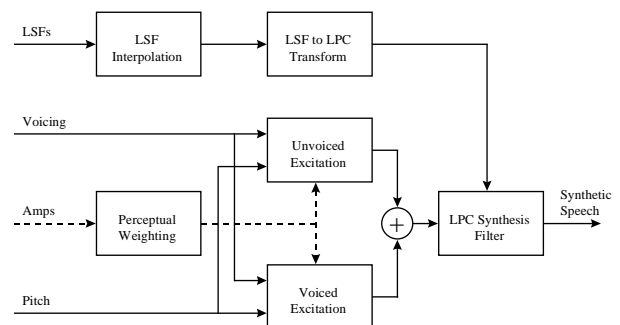 LSFs
LSF
Interpolation
LSF to LPC
Transform
Voicing
Unvoiced
Excitation
Amps
Perceptual
Weighting
+
LPC Synthesis
Filter
Synthetic
Speech
Pitch
Voiced
Excitation